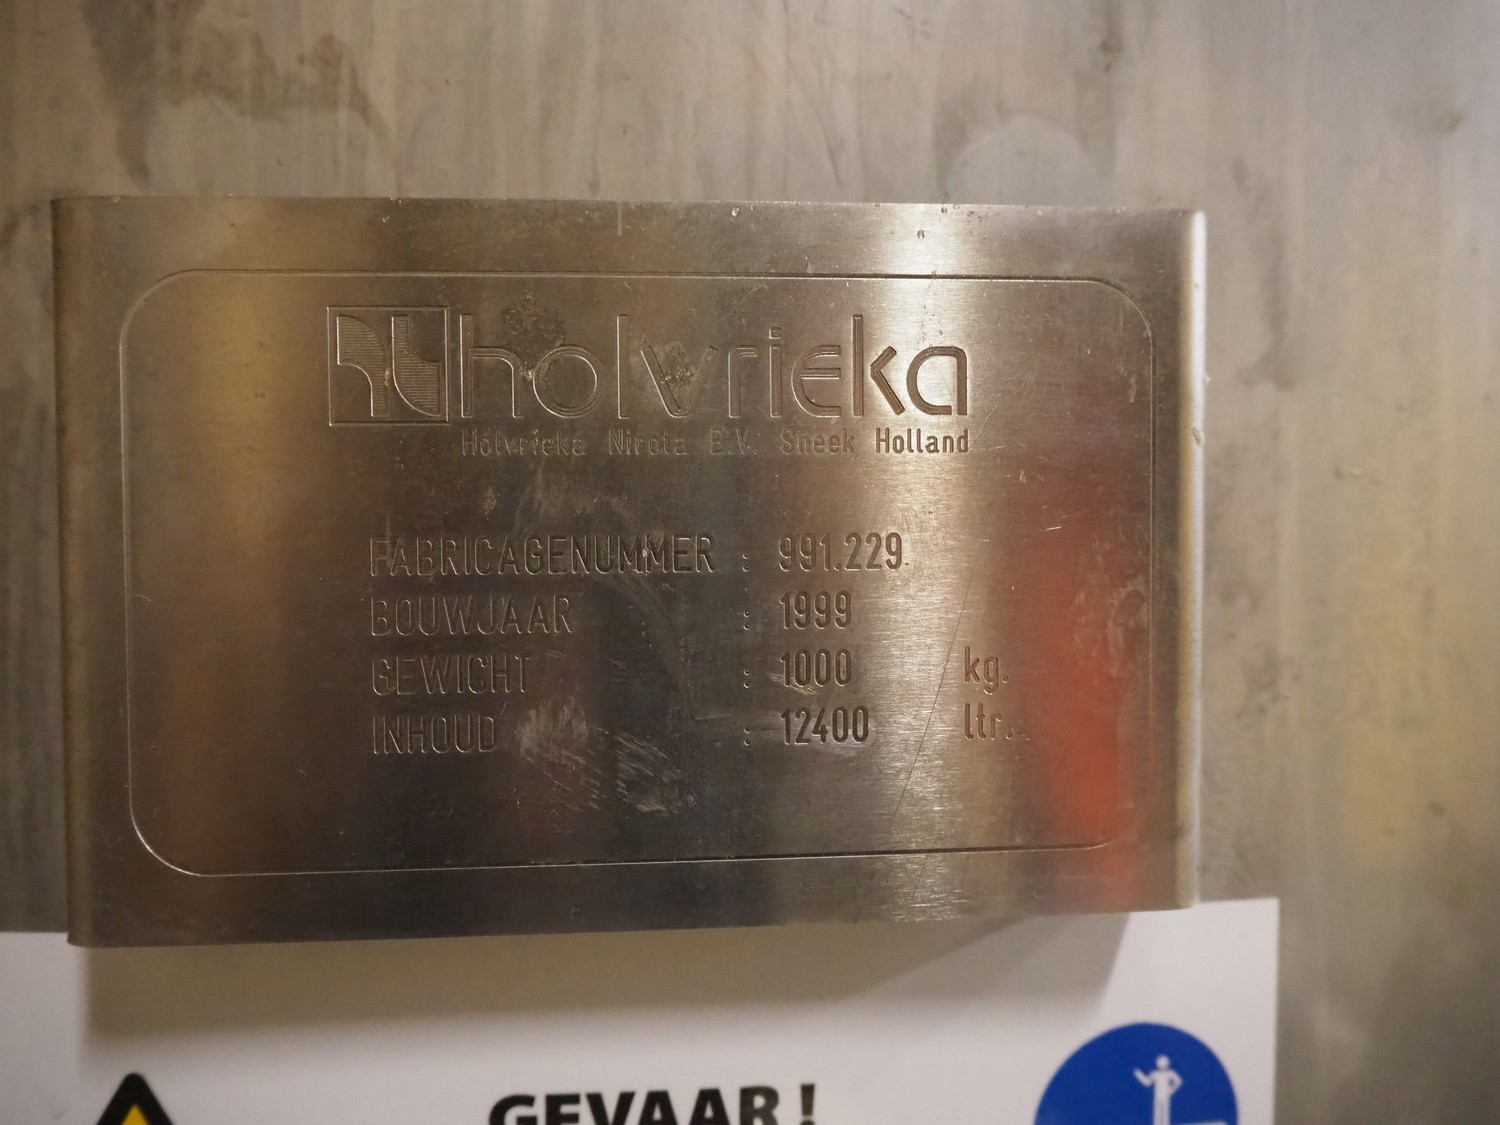 holvrieka
Holvrieka Nirota B.V. Sneek Holland
FABRICAGENUMMER : 991.229
BOUWJAAR : 1999
GEWICHT : 1000 kg.
INHOUD : 12400 ltr.
GEVAAR!